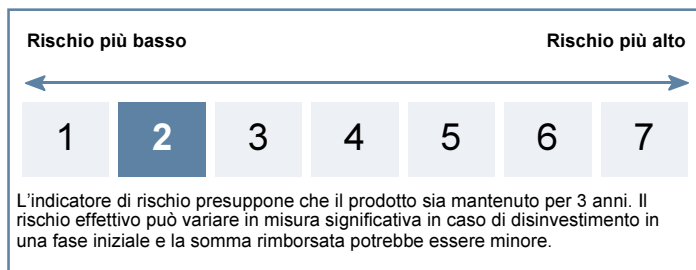 Rischio più basso Rischio più alto
1 2 3 4 5 6 7
L'indicatore di rischio presuppone che il prodotto sia mantenuto per 3 anni. Il
rischio effettivo può variare in misura significativa in caso di disinvestimento in
una fase iniziale e la somma rimborsata potrebbe essere minore.